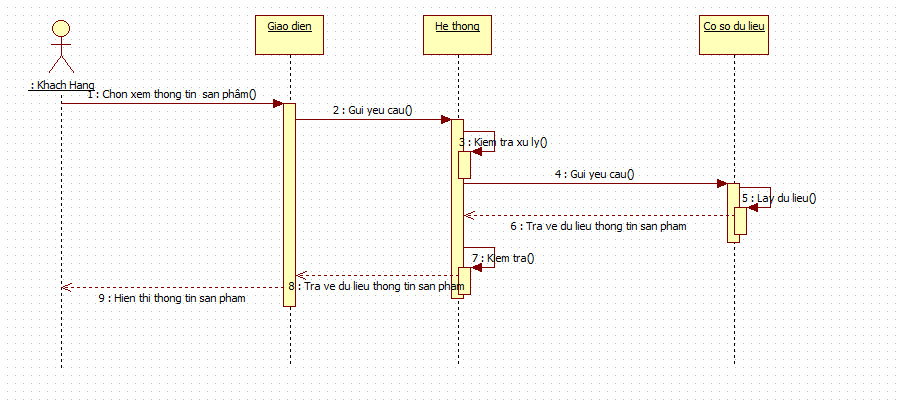 Giao dien
He thong
Co so du lieu
: Khach Hang
1 : Chon xem thong tin  san phâm()
2 : Gui yeu cau()
3 : Kiem tra xu ly()
4 : Gui yeu cau()
5 : Lay du lieu()
6 : Tra ve du lieu thong tin san pham
7 : Kiem tra()
8 : Tra ve du lieu thong tin san pham
9 : Hien thi thong tin san pham